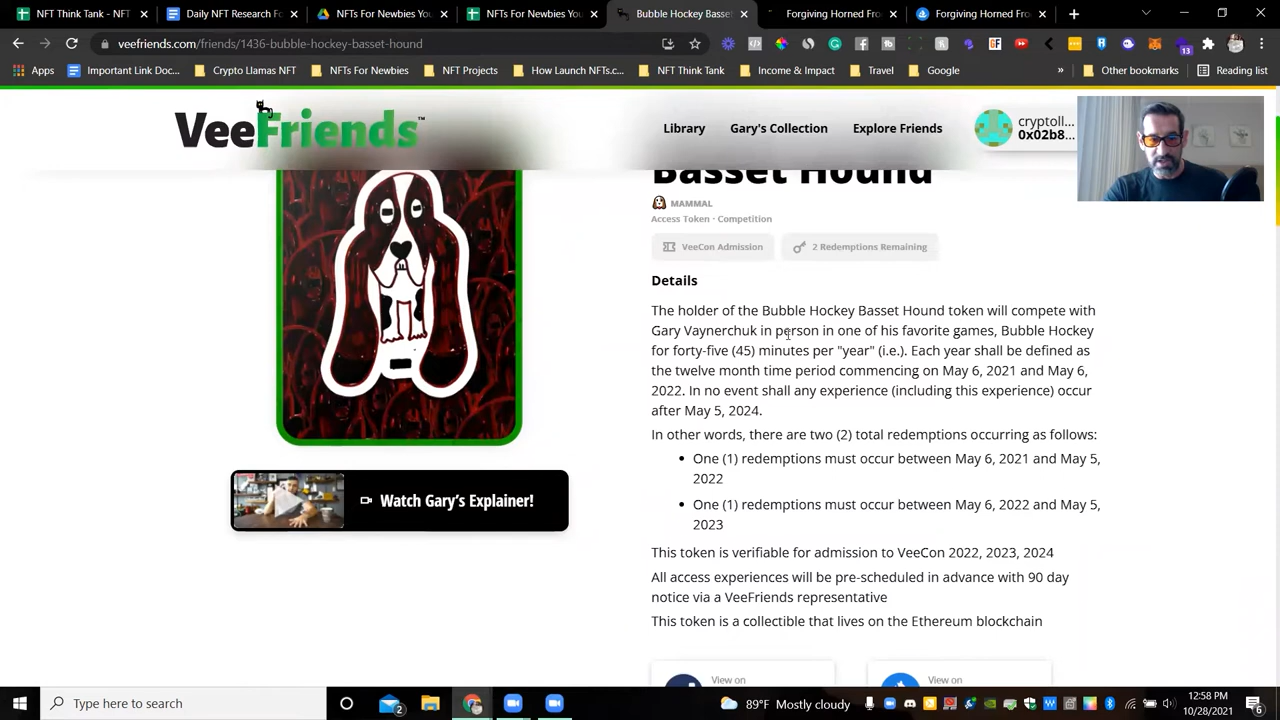 Daily NFT Research Fo
NFTs For Newbies You
NFTs For Newbies You
Bubble Hockey Basset
Forgiving Horned Fro
Forgiving Horned Fro
veefriends.com/friends/1436-bubble-hockey-basset-hound
Apps
Important Link Doc...
Crypto Llamas NFT
NFTs For Newbies
NFT Projects
How Launch NFTs.c...
NFT Think Tank
Income & Impact
Travel
Google
»
Other bookmarks
Reading list
VeeFriends™
Library
Gary's Collection
Explore Friends
cryptoll...
0x02b8...
Basset Hound
MAMMAL
Access Token · Competition
VeeCon Admission
2 Redemptions Remaining
Details
The holder of the Bubble Hockey Basset Hound token will compete with
Gary Vaynerchuk in person in one of his favorite games, Bubble Hockey
for forty-five (45) minutes per "year" (i.e.). Each year shall be defined as
the twelve month time period commencing on May 6, 2021 and May 6,
2022. In no event shall any experience (including this experience) occur
after May 5, 2024.
In other words, there are two (2) total redemptions occurring as follows:
• One (1) redemptions must occur between May 6, 2021 and May 5,
2022
• One (1) redemptions must occur between May 6, 2022 and May 5,
2023
This token is verifiable for admission to VeeCon 2022, 2023, 2024
All access experiences will be pre-scheduled in advance with 90 day
notice via a VeeFriends representative
This token is a collectible that lives on the Ethereum blockchain
Watch Gary's Explainer!
View on
View on
Type here to search
2
89°F Mostly cloudy
12:58 PM
10/28/2021
6